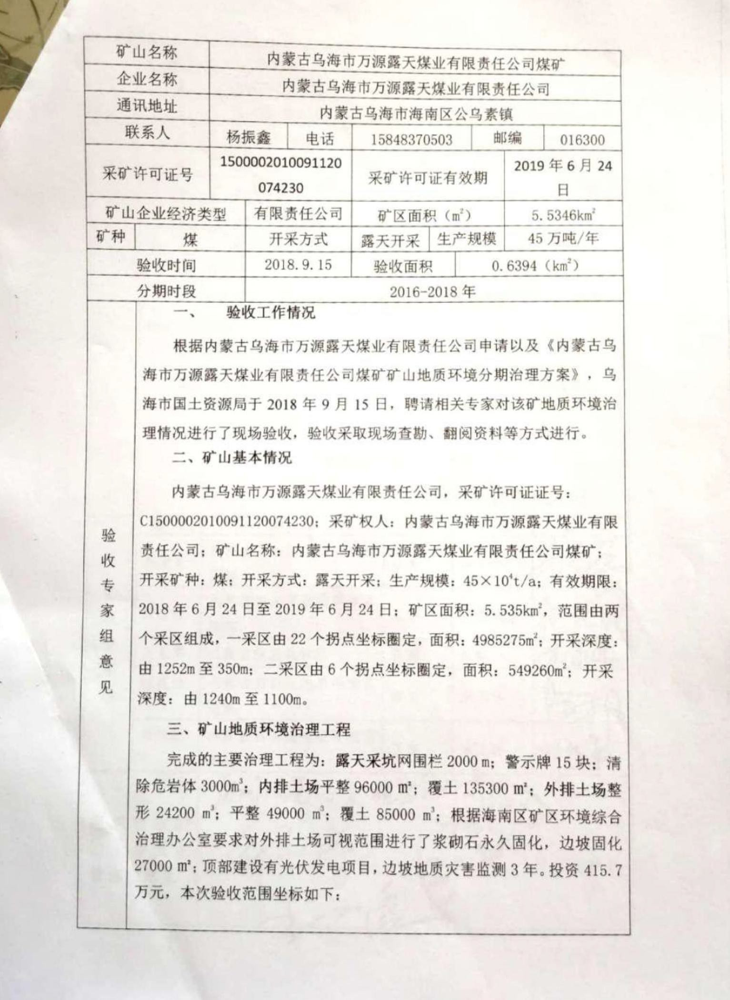 矿山名称 内蒙古乌海市万源露天煤业有限责任公司煤矿
企业名称 内蒙古乌海市万源露天煤业有限责任公司
通讯地址 内蒙古乌海市海南区公乌素镇
联系人 杨振鑫 电话 15848370503 邮编 016300
采矿许可证号 1500002010091120
074230 采矿许可证有效期 2019 年 6 月 24
日
矿山企业经济类型 有限责任公司 矿区面积（㎡） 5.5346km²
矿种 煤 开采方式 露天开采 生产规模 45 万吨/年
验收时间 2018.9.15 验收面积 0.6394（km²）
分期时段 2016-2018 年
验
收
专
家
组
意
见
一、 验收工作情况
根据内蒙古乌海市万源露天煤业有限责任公司申请以及《内蒙古乌
海市万源露天煤业有限责任公司煤矿矿山地质环境分期治理方案》，乌
海市国土资源局于 2018 年 9 月 15 日，聘请相关专家对该矿地质环境治
理情况进行了现场验收，验收采取现场查勘、翻阅资料等方式进行。
二、矿山基本情况
内蒙古乌海市万源露天煤业有限责任公司，采矿许可证证号：
C1500002010091120074230；采矿权人：内蒙古乌海市万源露天煤业有限
责任公司；矿山名称：内蒙古乌海市万源露天煤业有限责任公司煤矿；
开采矿种：煤；开采方式：露天开采；生产规模：45×10⁴t/a；有效期限：
2018 年 6 月 24 日至 2019 年 6 月 24 日；矿区面积：5.535km²，范围由两
个采区组成，一采区由 22 个拐点坐标圈定，面积：4985275m²；开采深度：
由 1252m 至 350m；二采区由 6 个拐点坐标圈定，面积：549260m²；开采
深度：由 1240m 至 1100m。
三、矿山地质环境治理工程
完成的主要治理工程为：露天采坑网围栏 2000 m；警示牌 15 块；清
除危岩体 3000m³；内排土场平整 96000 m²；覆土 135300 m²；外排土场整
形 24200 m³；平整 49000 m³；覆土 85000 m³；根据海南区矿区环境综合
治理办公室要求对外排土场可视范围进行了浆砌石永久固化，边坡固化
27000 m²；顶部建设有光伏发电项目，边坡地质灾害监测 3 年。投资 415.7
万元，本次验收范围坐标如下：